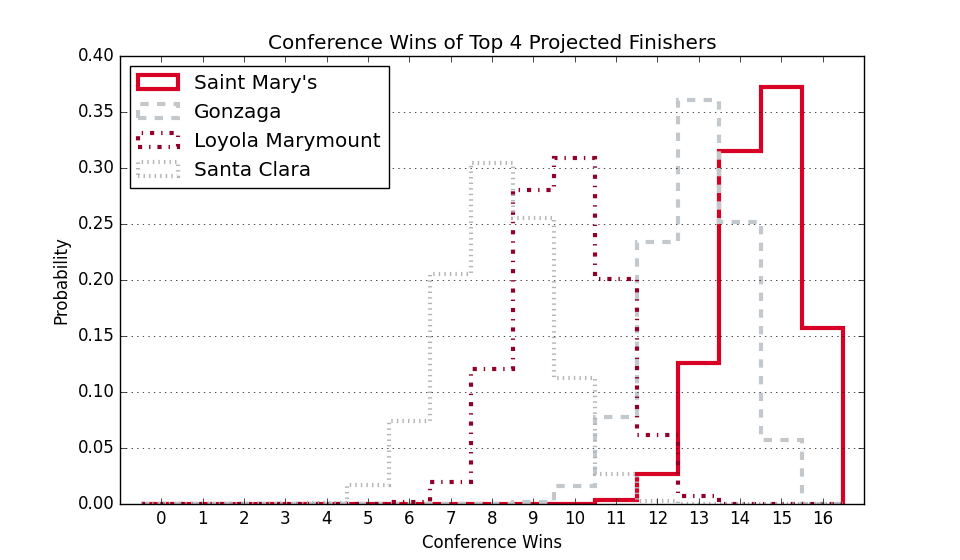 Conference Wins of Top 4 Projected Finishers
Saint Mary's
Gonzaga
Loyola Marymount
Santa Clara
Probability
0.40
0.35
0.30
0.25
0.20
0.15
0.10
0.05
0.00
0 1 2 3 4 5 6 7 8 9 10 11 12 13 14 15 16
Conference Wins